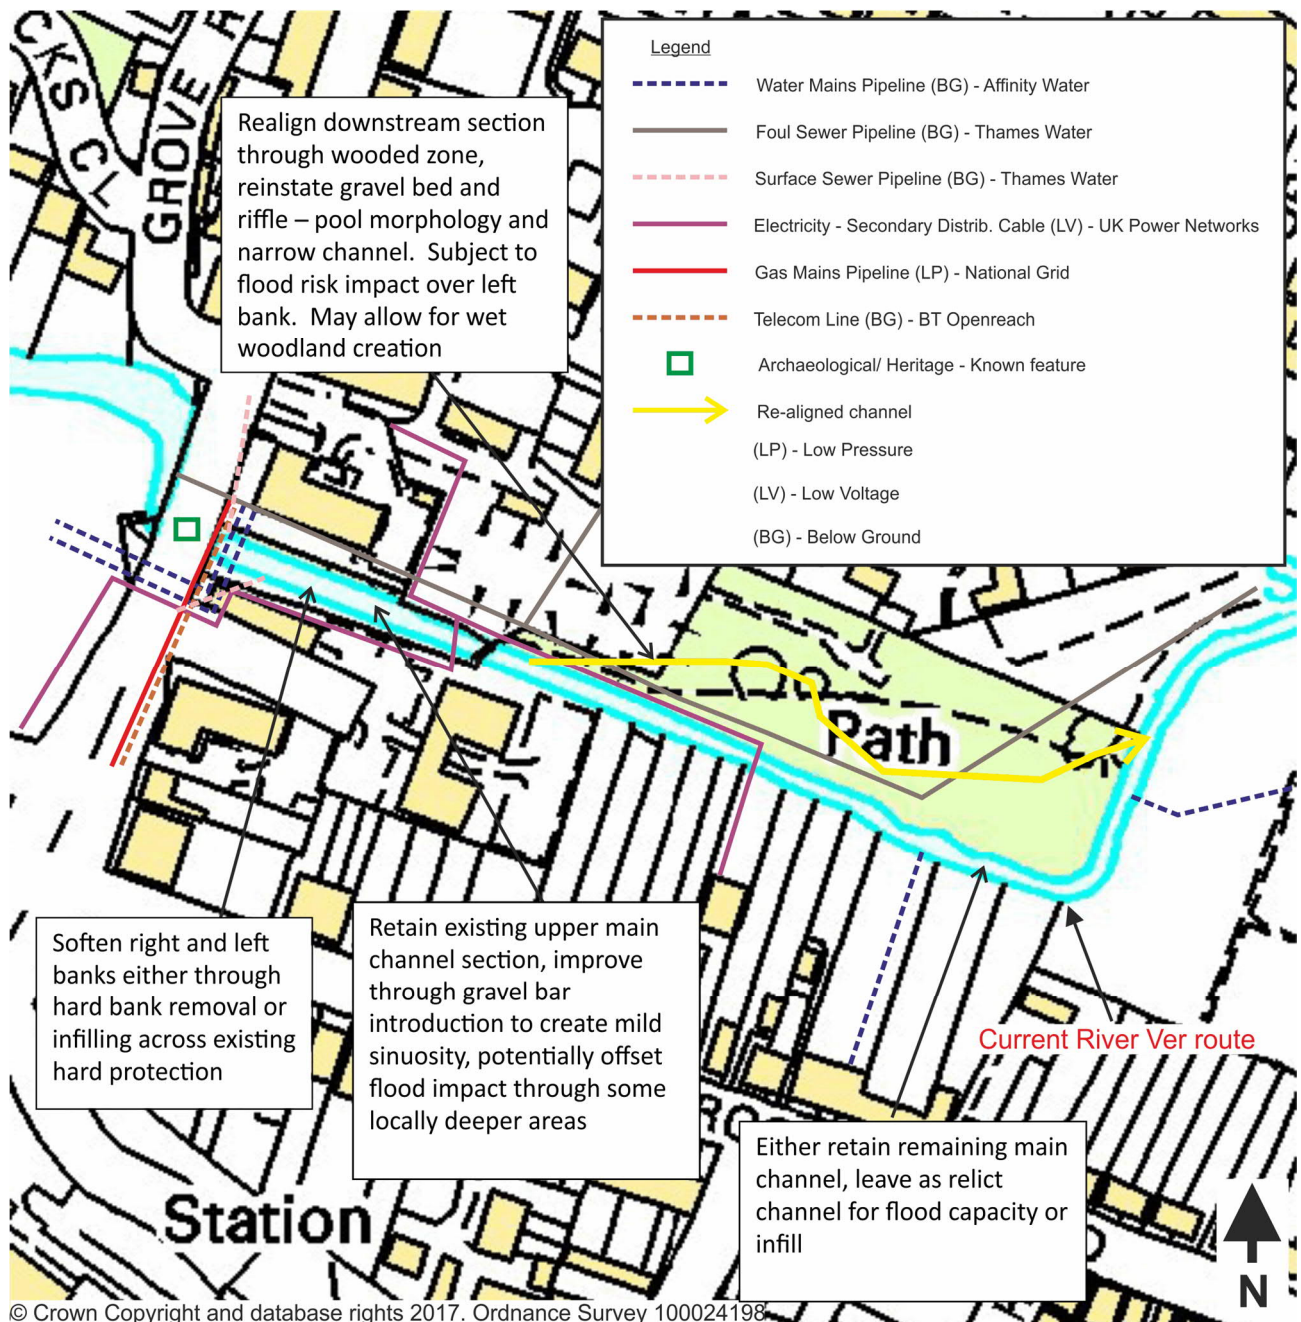 CKS CL
GROVE R
Realign downstream section
through wooded zone,
reinstate gravel bed and
riffle – pool morphology and
narrow channel.  Subject to
flood risk impact over left
bank.  May allow for wet
woodland creation
Legend
Water Mains Pipeline (BG) - Affinity Water
Foul Sewer Pipeline (BG) - Thames Water
Surface Sewer Pipeline (BG) - Thames Water
Electricity - Secondary Distrib. Cable (LV) - UK Power Networks
Gas Mains Pipeline (LP) - National Grid
Telecom Line (BG) - BT Openreach
Archaeological/ Heritage - Known feature
Re-aligned channel
(LP) - Low Pressure
(LV) - Low Voltage
(BG) - Below Ground
Path
Soften right and left
banks either through
hard bank removal or
infilling across existing
hard protection
Retain existing upper main
channel section, improve
through gravel bar
introduction to create mild
sinuosity, potentially offset
flood impact through some
locally deeper areas
Current River Ver route
Either retain remaining main
channel, leave as relict
channel for flood capacity or
infill
Station
N
© Crown Copyright and database rights 2017. Ordnance Survey 100024198